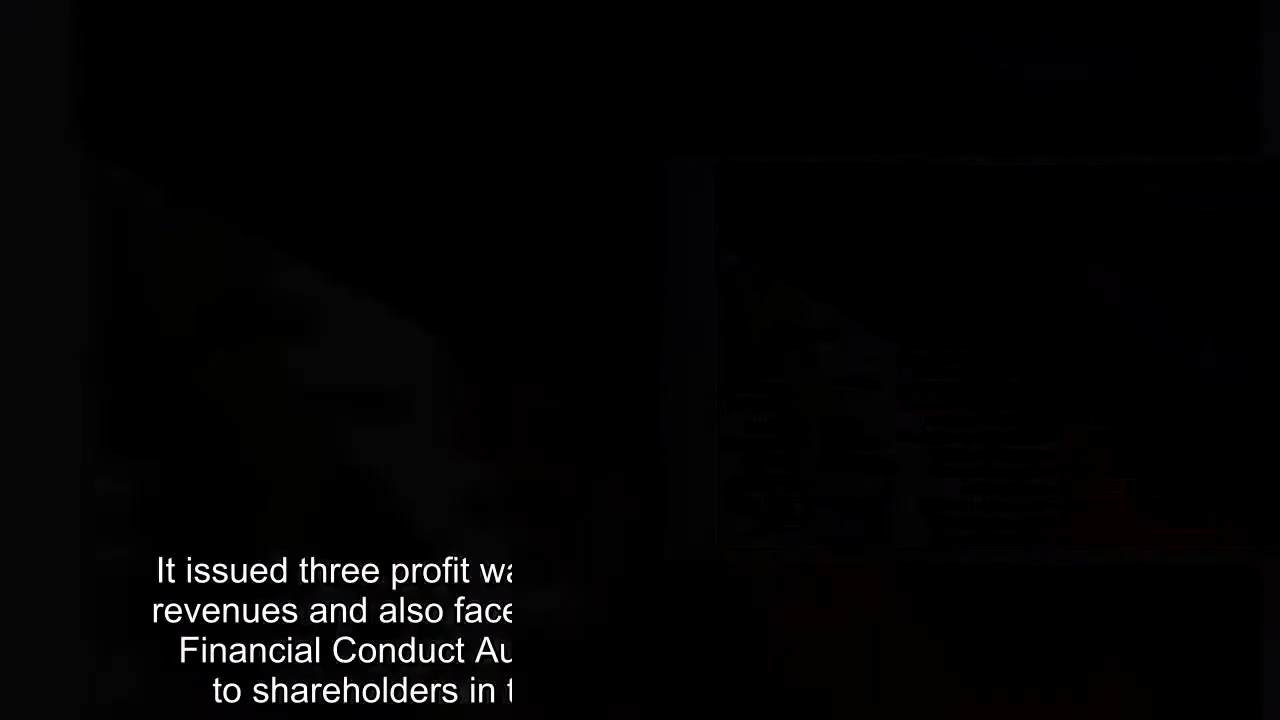 It issued three profit
revenues and also
Financial Conduct
to shareholders in